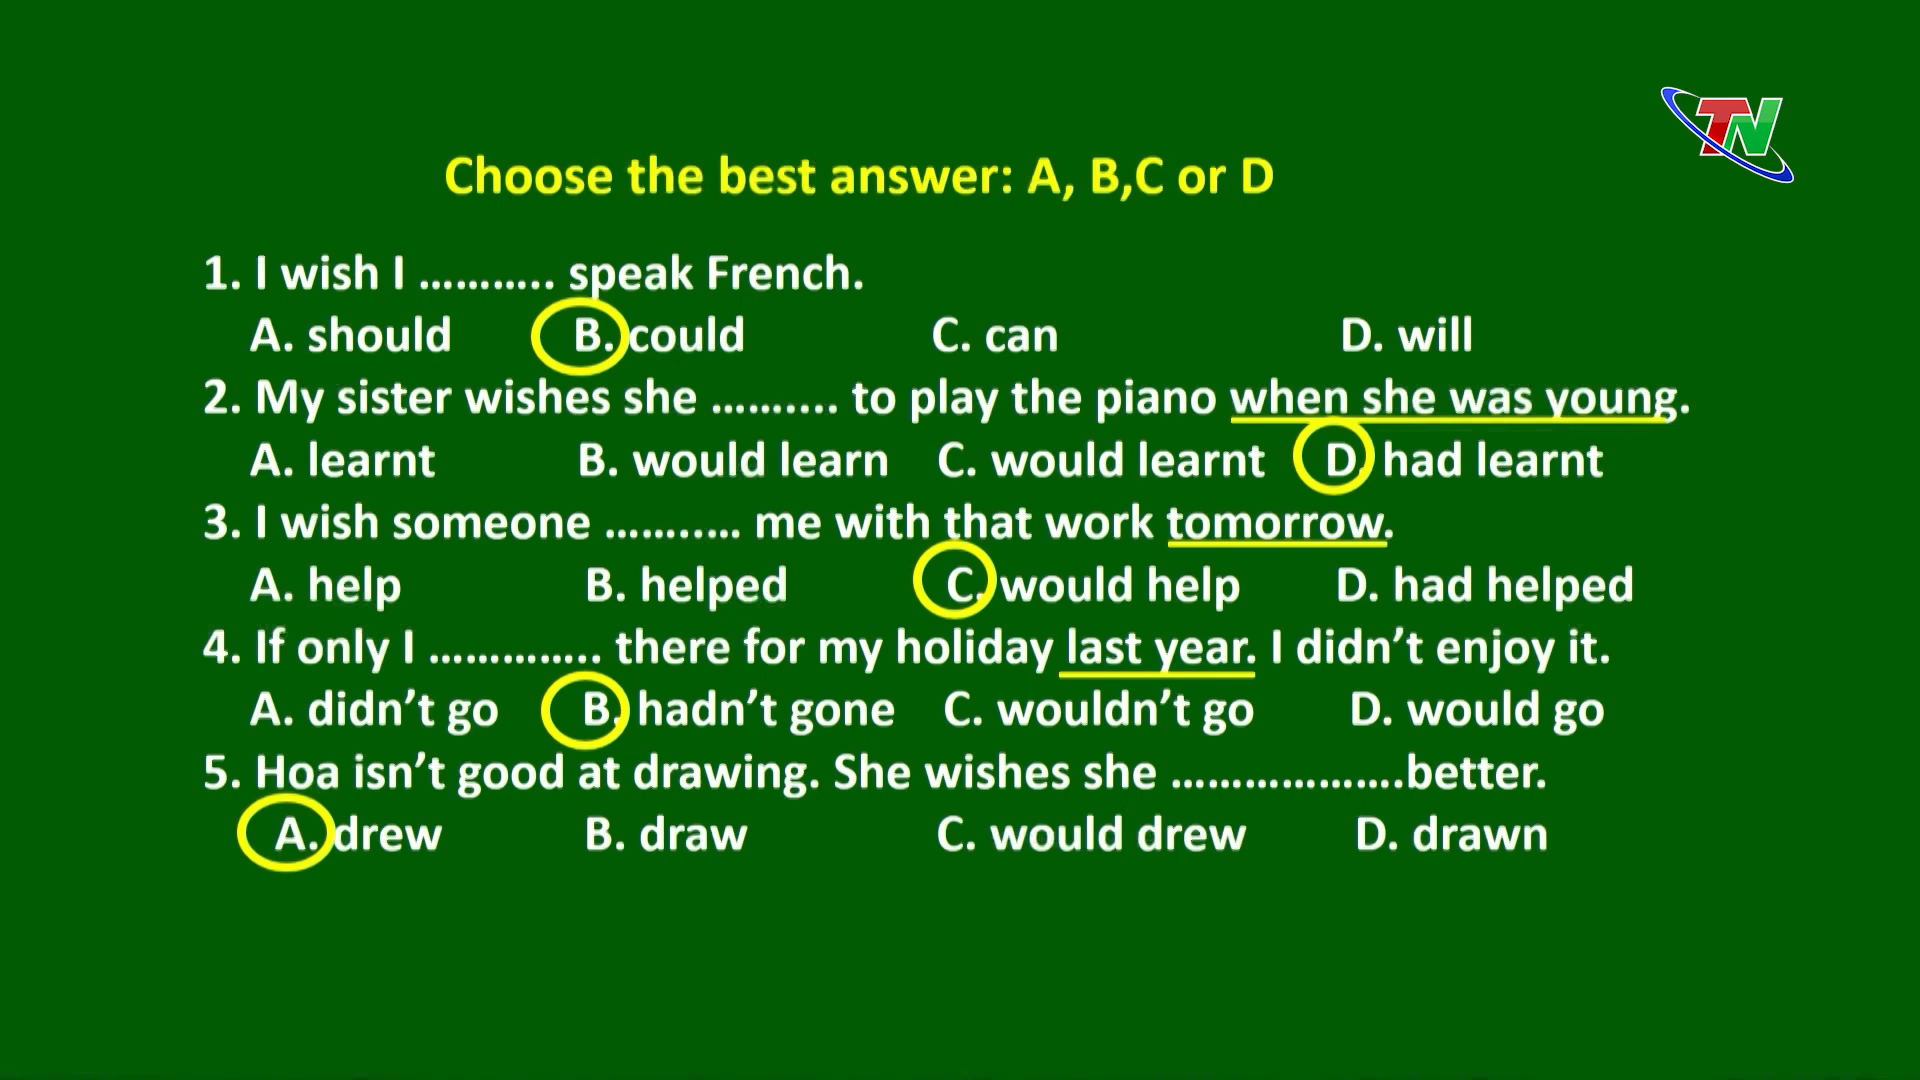 TN
Choose the best answer: A, B,C or D
1. I wish I ……….. speak French.
A. should B. could C. can D. will
2. My sister wishes she ……..... to play the piano when she was young.
A. learnt B. would learn C. would learnt D. had learnt
3. I wish someone ……..… me with that work tomorrow.
A. help B. helped C. would help D. had helped
4. If only I ………….. there for my holiday last year. I didn’t enjoy it.
A. didn’t go B. hadn’t gone C. wouldn’t go D. would go
5. Hoa isn’t good at drawing. She wishes she ……………….better.
A. drew B. draw C. would drew D. drawn